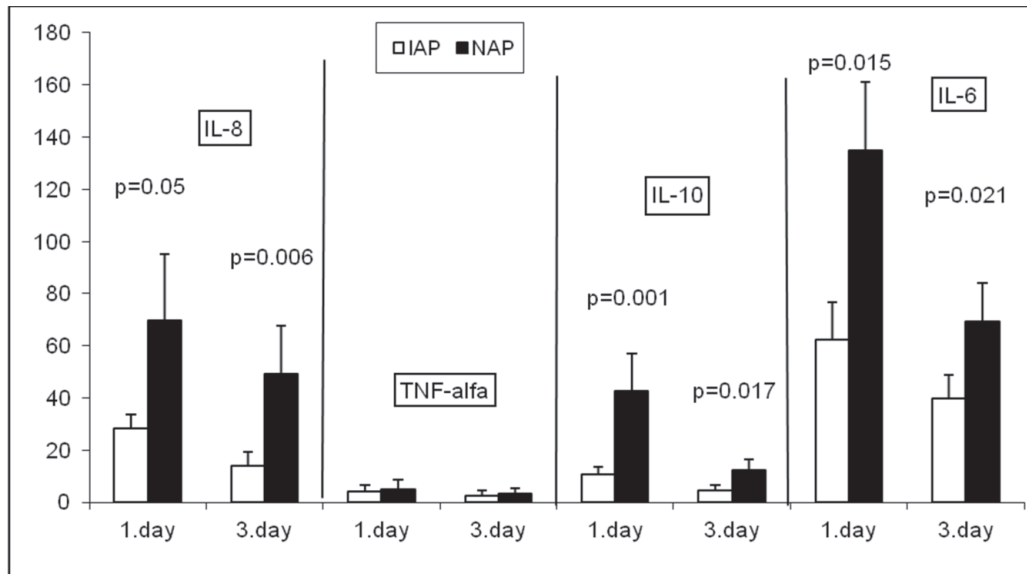 180
160
140
120
100
80
60
40
20
0
IAP NAP
IL-8
p=0.05
p=0.006
TNF-alfa
IL-10
p=0.001
p=0.017
p=0.015
IL-6
p=0.021
1.day 3.day 1.day 3.day 1.day 3.day 1.day 3.day